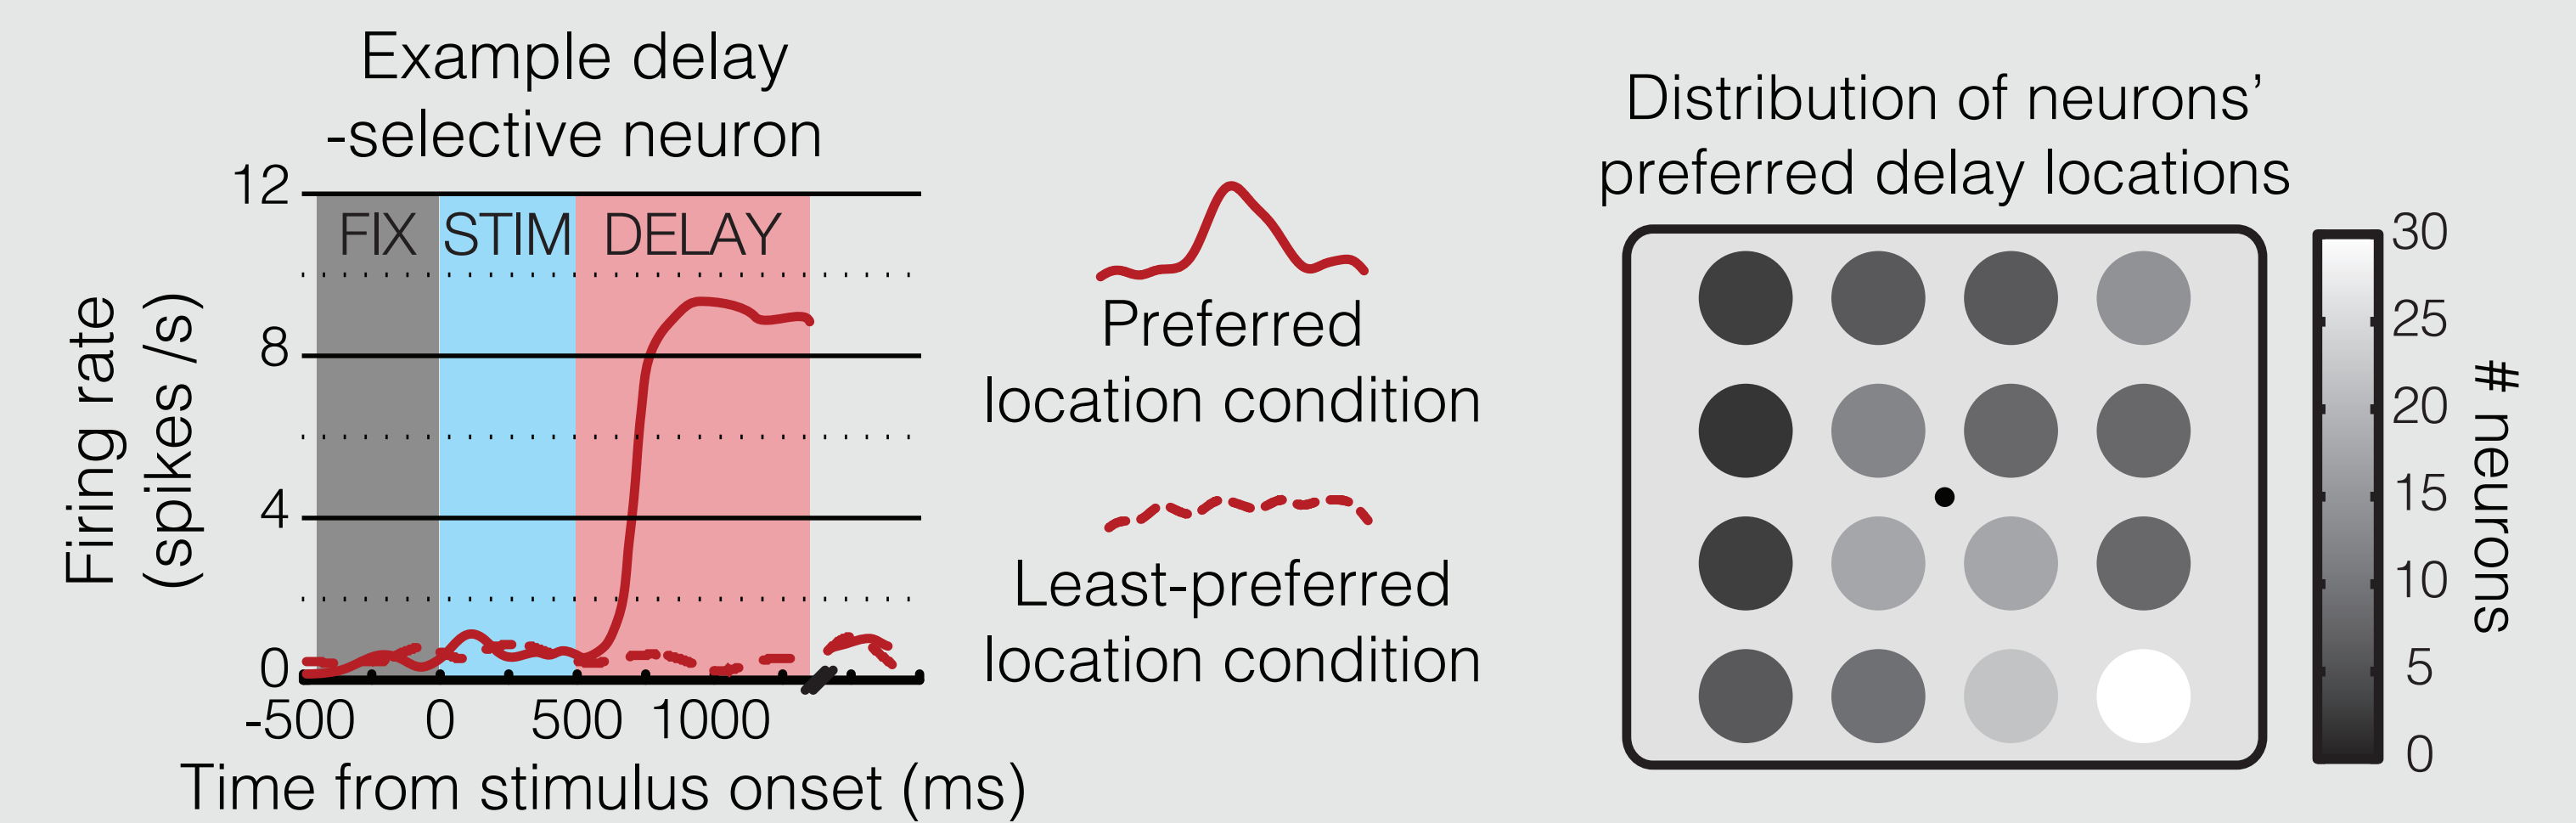 Example delay
-selective neuron
12
8
4
0
Firing rate
(spikes /s)
FIX STIM DELAY
-500 0 500 1000
Time from stimulus onset (ms)
Preferred
location condition
Least-preferred
location condition
Distribution of neurons’
preferred delay locations
30
25
20
15
10
5
0
# neurons